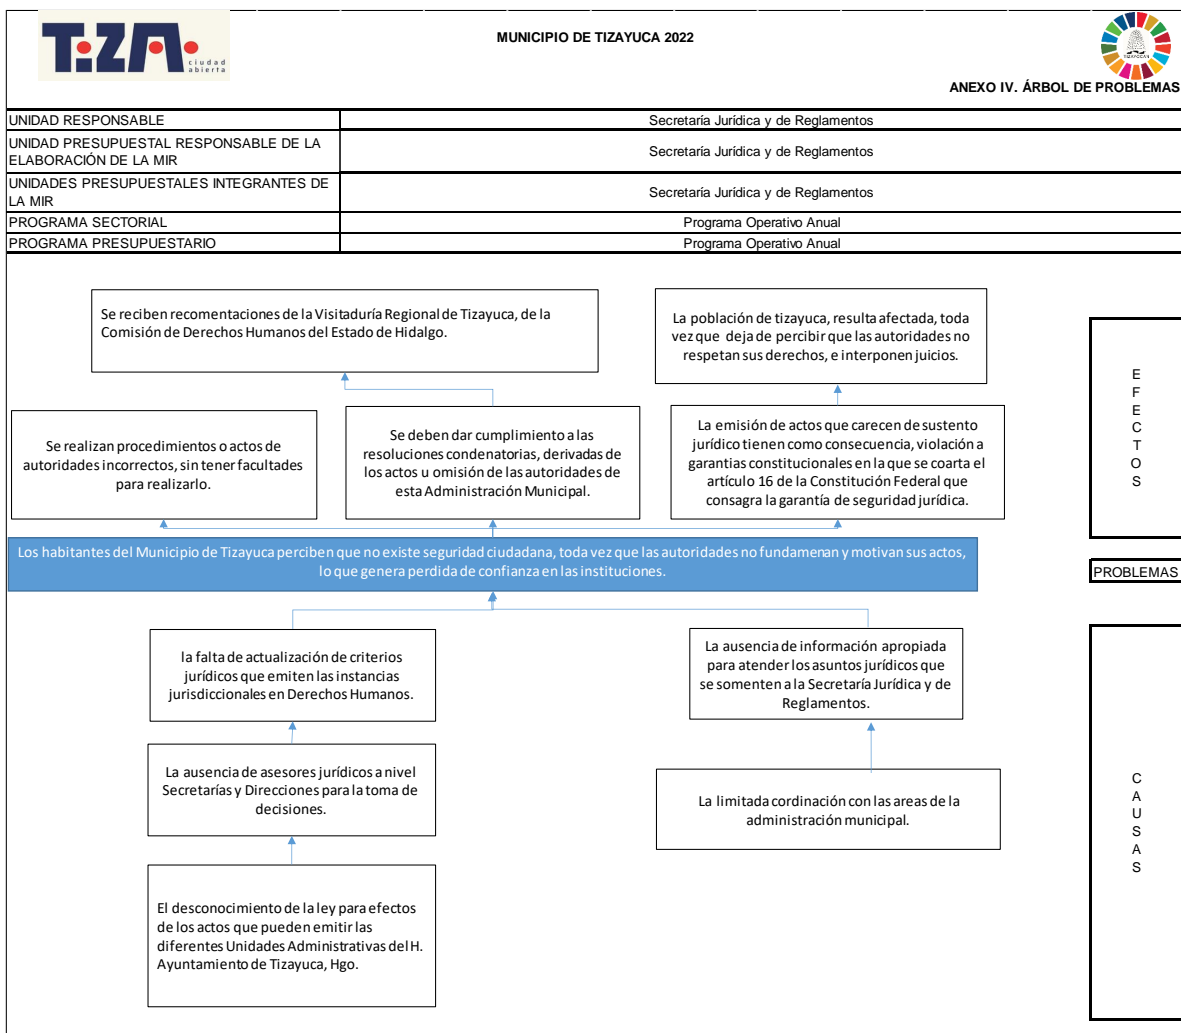 TIZA.
ciudad
abierta
MUNICIPIO DE TIZAYUCA 2022
TIZAYOCAN
ANEXO IV. ÁRBOL DE PROBLEMAS
UNIDAD RESPONSABLE
Secretaría Jurídica y de Reglamentos
UNIDAD PRESUPUESTAL RESPONSABLE DE LA
ELABORACIÓN DE LA MIR
Secretaría Jurídica y de Reglamentos
UNIDADES PRESUPUESTALES INTEGRANTES DE
LA MIR
Secretaría Jurídica y de Reglamentos
PROGRAMA SECTORIAL
Programa Operativo Anual
PROGRAMA PRESUPUESTARIO
Programa Operativo Anual
Se reciben recomentaciones de la Visitaduría Regional de Tizayuca, de la
Comisión de Derechos Humanos del Estado de Hidalgo.
La población de tizayuca, resulta afectada, toda
vez que deja de percibir que las autoridades no
respetan sus derechos, e interponen juicios.
Se realizan procedimientos o actos de
autoridades incorrectos, sin tener facultades
para realizarlo.
Se deben dar cumplimiento a las
resoluciones condenatorias, derivadas de
los actos u omisión de las autoridades de
esta Administración Municipal.
La emisión de actos que carecen de sustento
jurídico tienen como consecuencia, violación a
garantias constitucionales en la que se coarta el
artículo 16 de la Constitución Federal que
consagra la garantía de seguridad jurídica.
EFECTOS
Los habitantes del Municipio de Tizayuca perciben que no existe seguridad ciudadana, toda vez que las autoridades no fundamenan y motivan sus actos,
lo que genera perdida de confianza en las instituciones.
PROBLEMAS
la falta de actualización de criterios
jurídicos que emiten las instancias
jurisdiccionales en Derechos Humanos.
La ausencia de información apropiada
para atender los asuntos jurídicos que
se somenten a la Secretaría Jurídica y de
Reglamentos.
La ausencia de asesores jurídicos a nivel
Secretarías y Direcciones para la toma de
decisiones.
La limitada cordinación con las areas de la
administración municipal.
El desconocimiento de la ley para efectos
de los actos que pueden emitir las
diferentes Unidades Administrativas del H.
Ayuntamiento de Tizayuca, Hgo.
CAUSAS